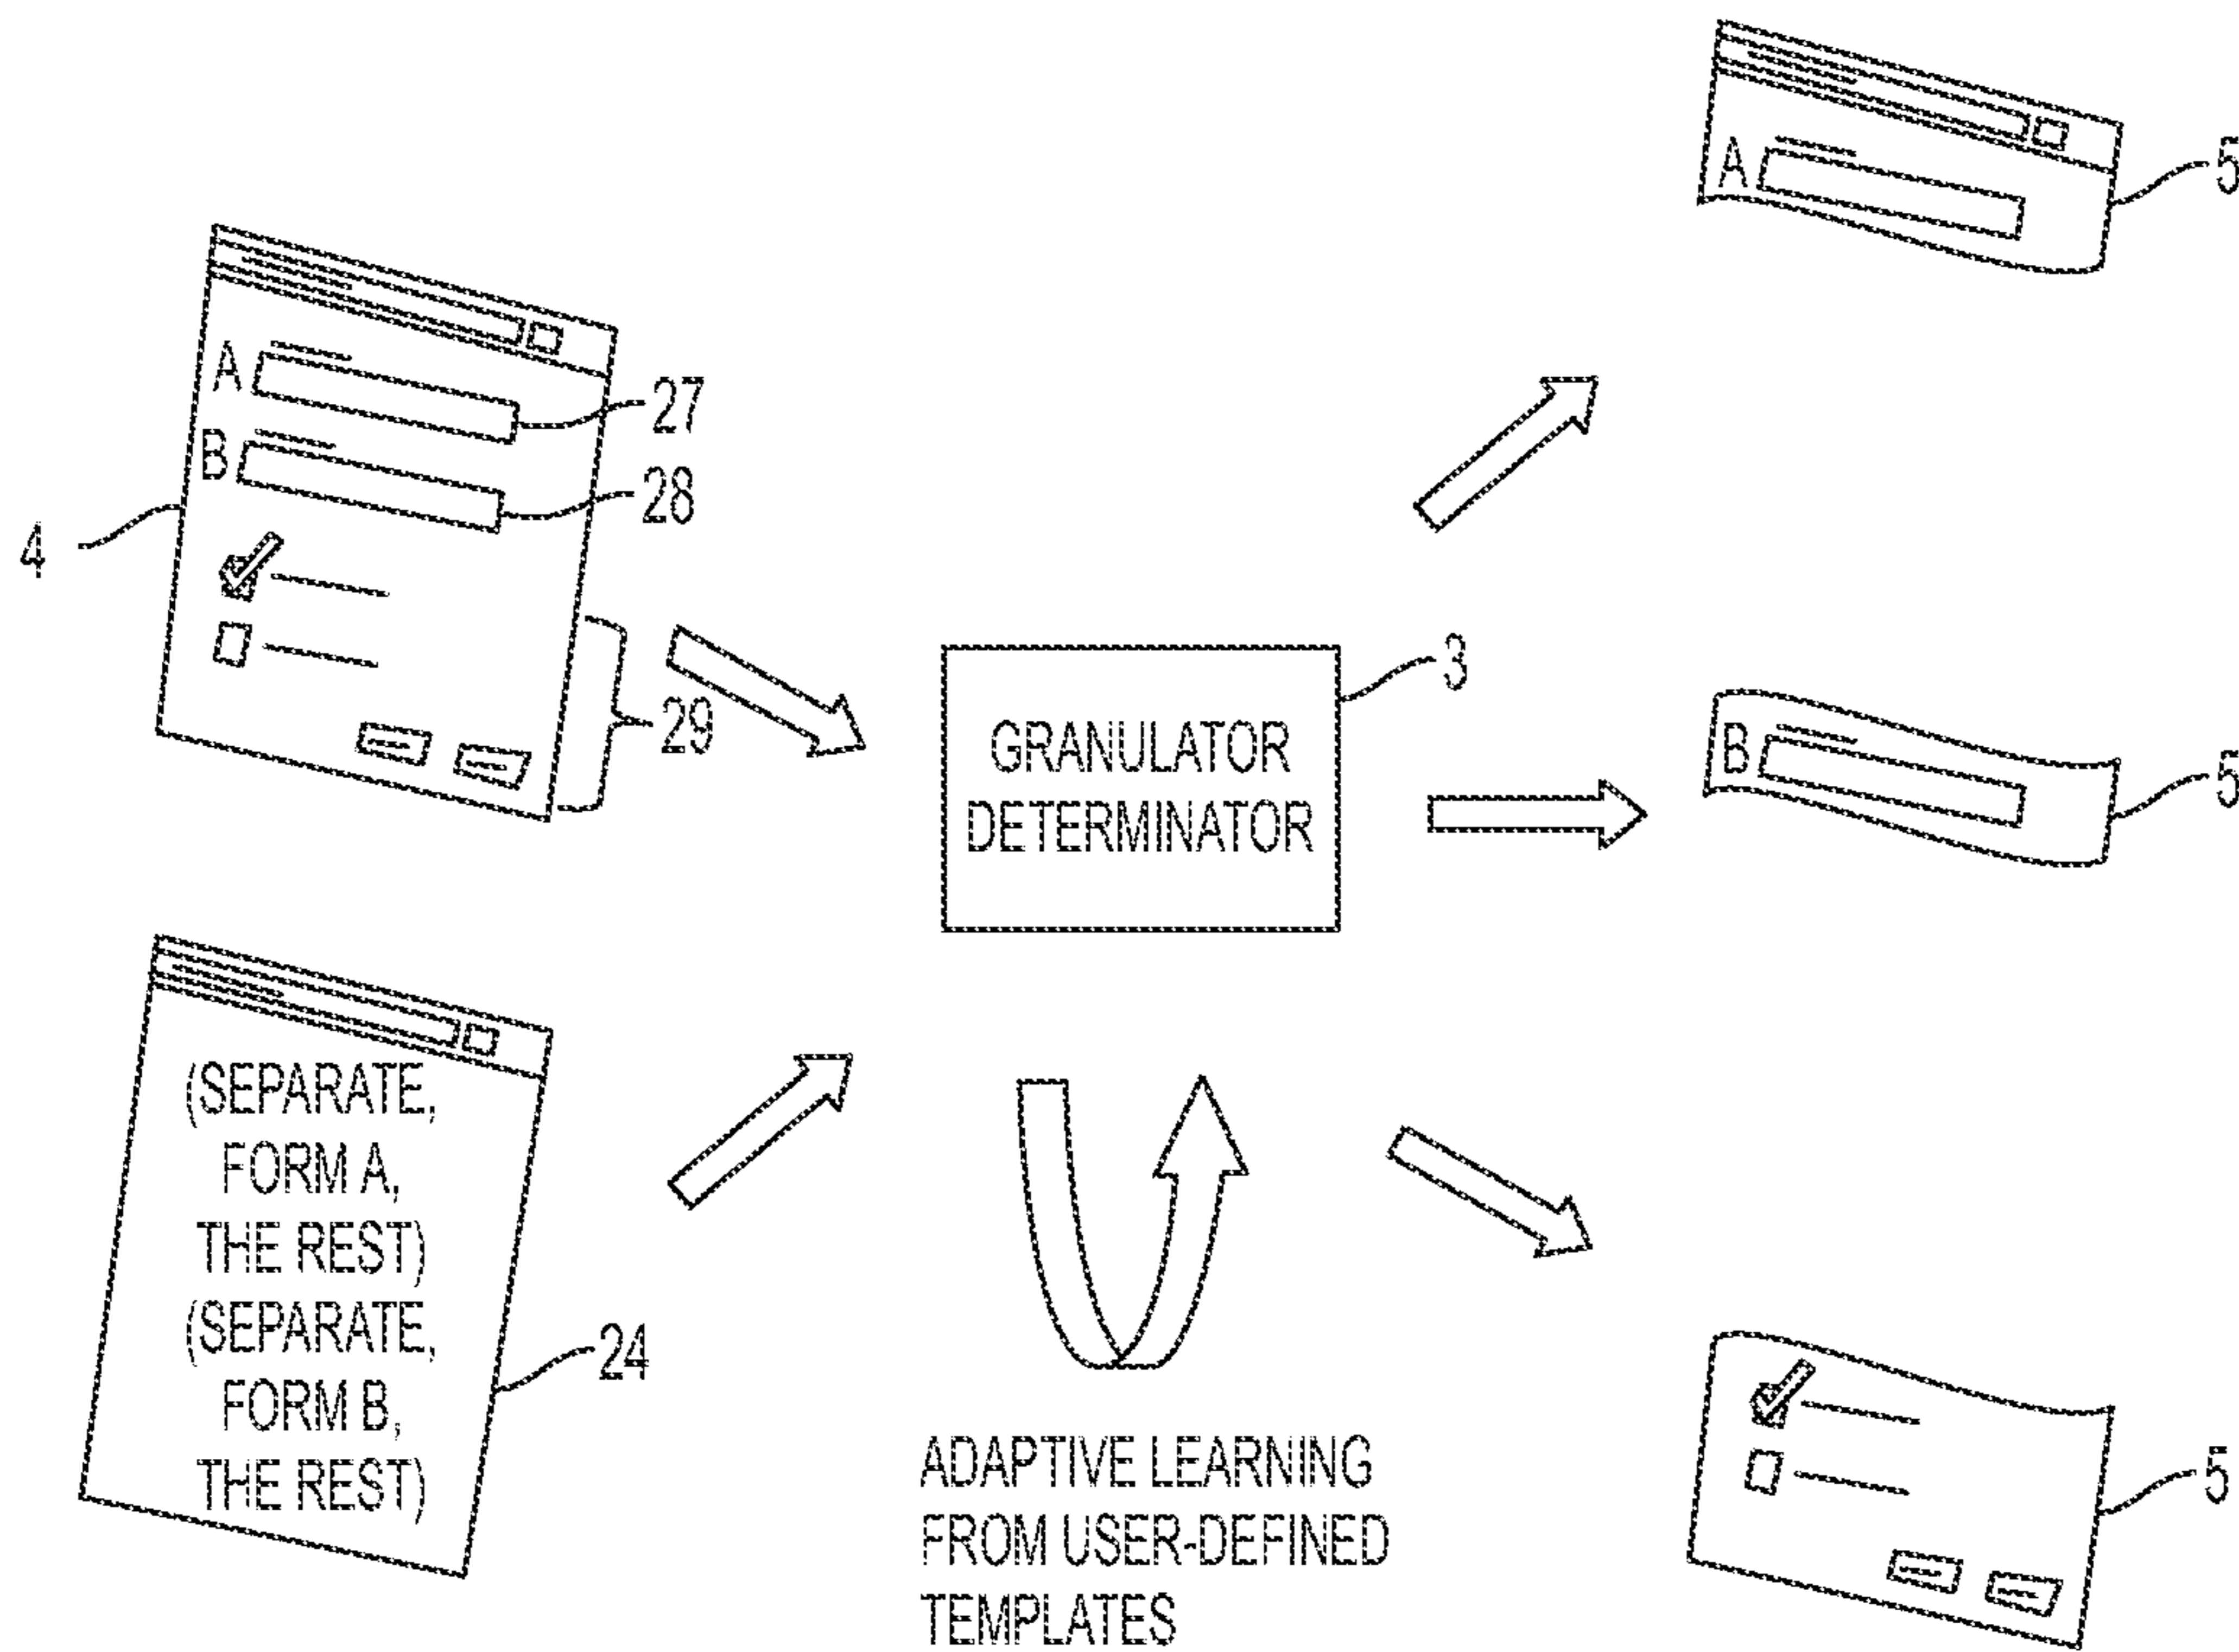 A
B
4
27
28
29
(SEPARATE,
FORM A,
THE REST)
(SEPARATE,
FORM B,
THE REST)
24
GRANULATOR
DETERMINATOR
3
ADAPTIVE LEARNING
FROM USER-DEFINED
TEMPLATES
A
5
B
5
5